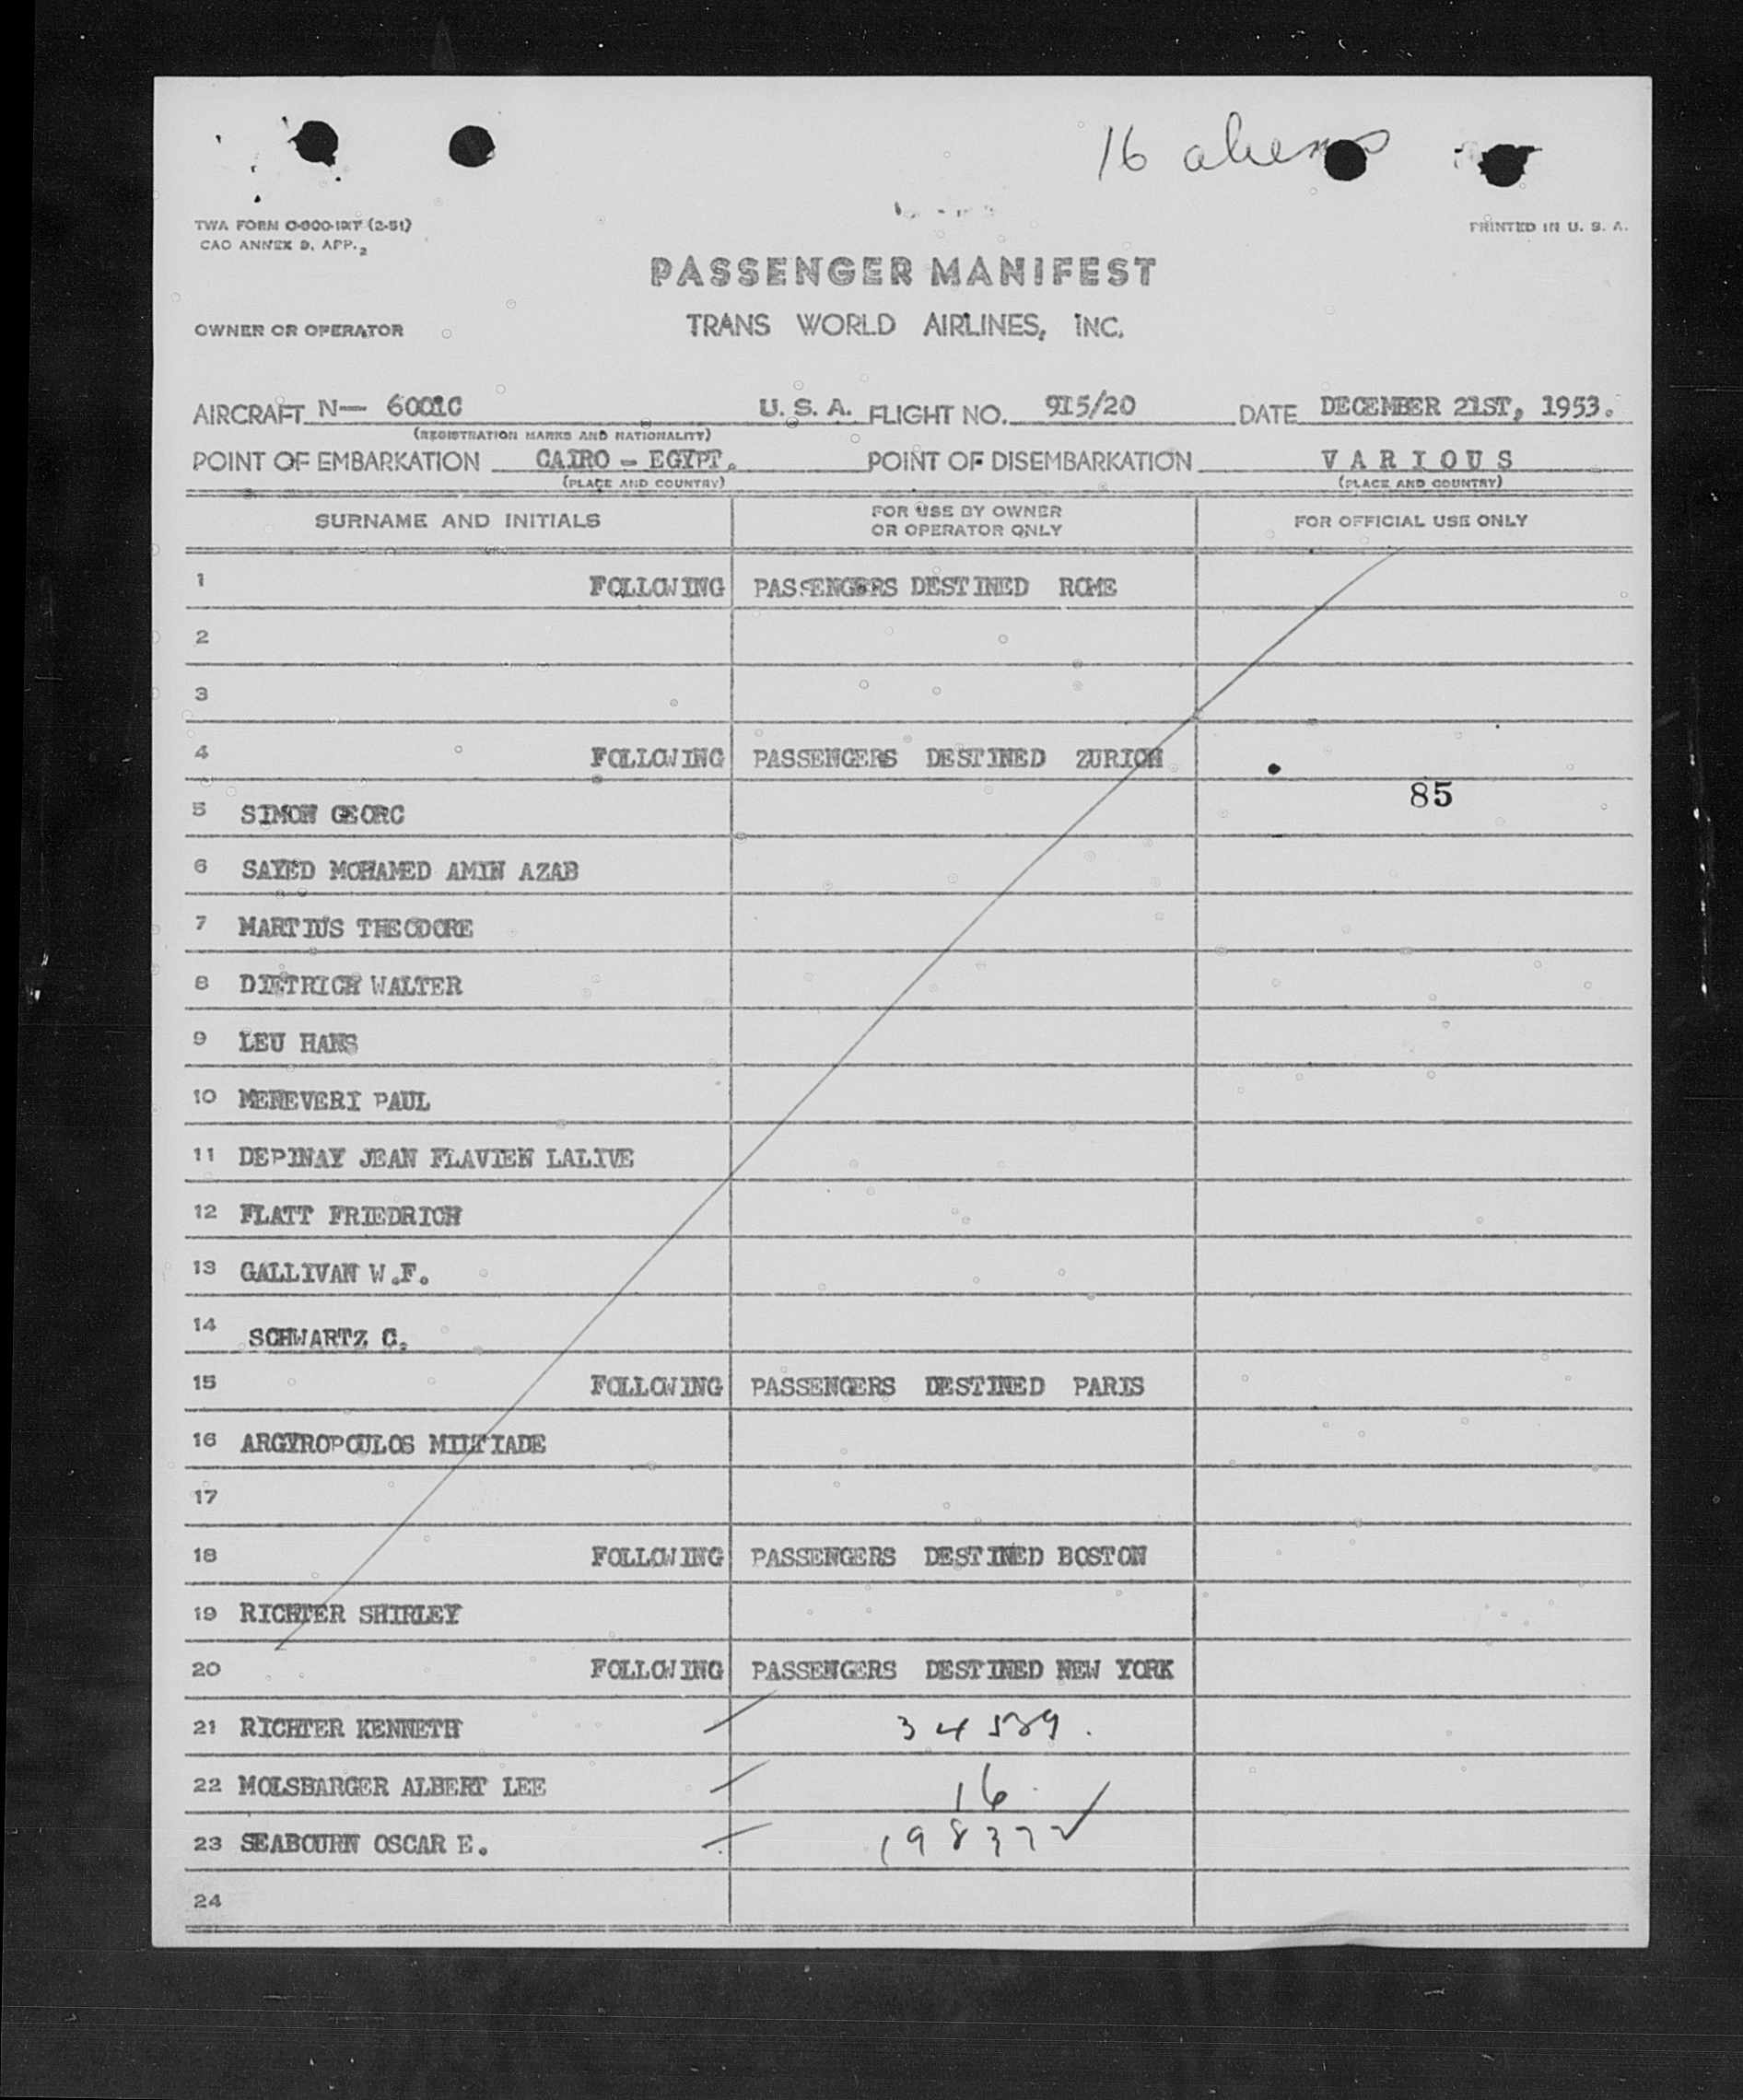 16 aliens
TWA FORM O-900-1XT (2-51)
CAO ANNEX 9, APP. 2
PRINTED IN U. S. A.
PASSENGER MANIFEST
OWNER OR OPERATOR
TRANS WORLD AIRLINES, INC.
AIRCRAFT N— 6001C U. S. A. FLIGHT NO. 915/20 DATE DECEMBER 21ST, 1953.
(REGISTRATION MARKS AND NATIONALITY)
POINT OF EMBARKATION CAIRO - EGYPT. POINT OF DISEMBARKATION VARIOUS
(PLACE AND COUNTRY) (PLACE AND COUNTRY)
SURNAME AND INITIALS FOR USE BY OWNER OR OPERATOR ONLY FOR OFFICIAL USE ONLY
1 FOLLOWING PASSENGERS DESTINED ROME
2
3
4 FOLLOWING PASSENGERS DESTINED ZURICH
85
5 SIMON GEORG
6 SAYED MOHAMED AMIN AZAB
7 MARTIUS THEODORE
8 DIETRICH WALTER
9 LEU HANS
10 MENEVERI PAUL
11 DEPINAY JEAN FLAVIEN LALIVE
12 FLATT FRIEDRICH
13 GALLIVAN W.F.
14 SCHWARTZ C.
15 FOLLOWING PASSENGERS DESTINED PARIS
16 ARGYROPOULOS MILTIADE
17
18 FOLLOWING PASSENGERS DESTINED BOSTON
19 RICHTER SHIRLEY
20 FOLLOWING PASSENGERS DESTINED NEW YORK
21 RICHTER KENNETH
22 MOLSBARGER ALBERT LEE 16
23 SEABOURN OSCAR E. 198372
24